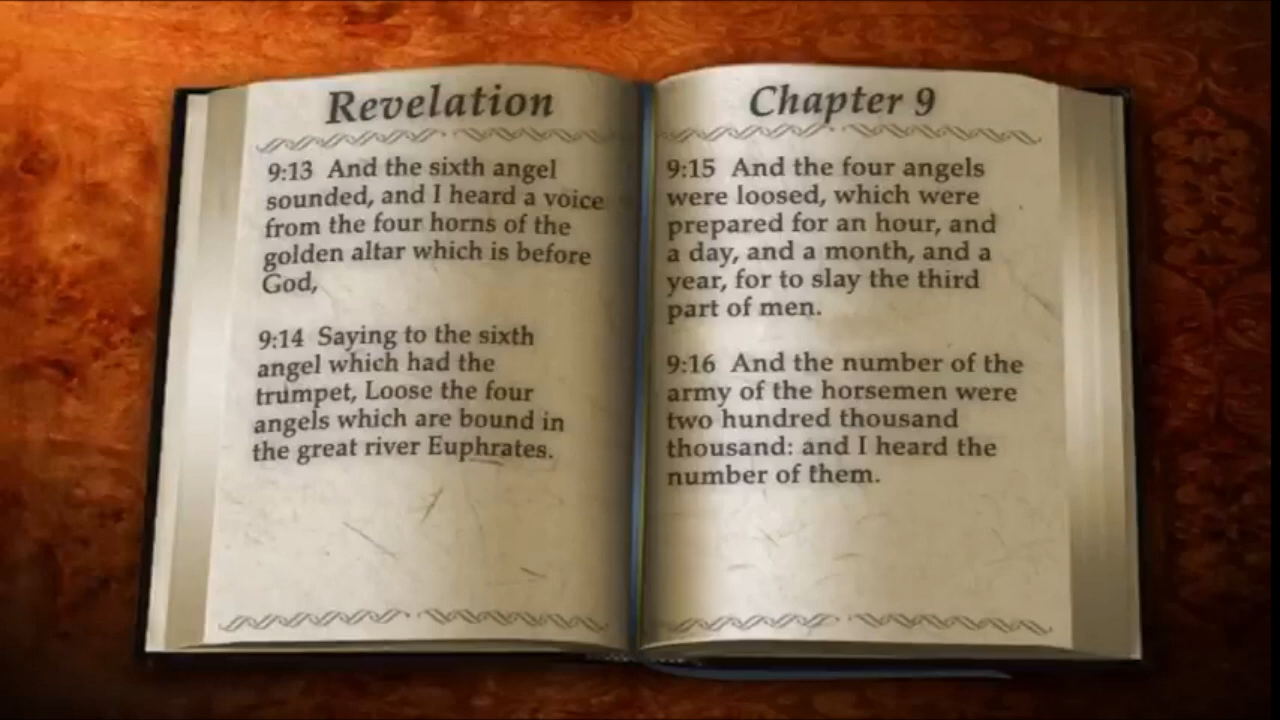 Revelation
9:13 And the sixth angel
sounded, and I heard a voice
from the four horns of the
golden altar which is before
God,
9:14 Saying to the sixth
angel which had the
trumpet, Loose the four
angels which are bound in
the great river Euphrates.
Chapter 9
9:15 And the four angels
were loosed, which were
prepared for an hour, and
a day, and a month, and a
year, for to slay the third
part of men.
9:16 And the number of the
army of the horsemen were
two hundred thousand
thousand: and I heard the
number of them.